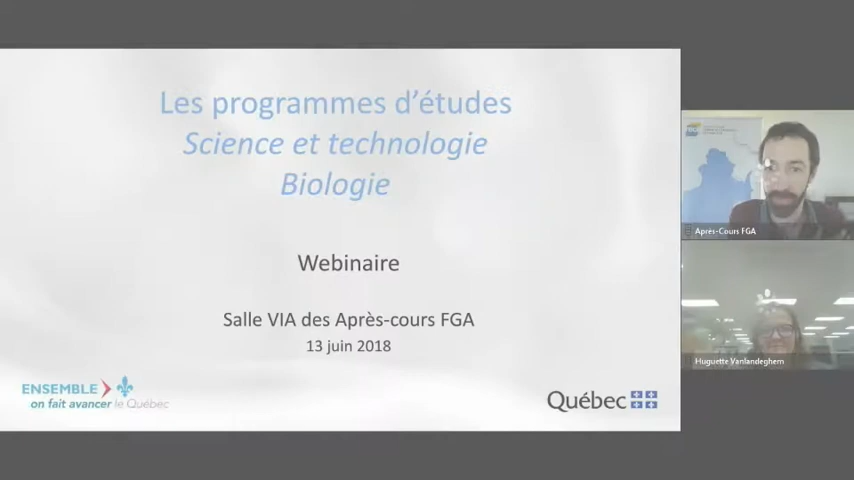 Les programmes d'études
Science et technologie
Biologie
Webinaire
Salle VIA des Après-cours FGA
13 juin 2018
ENSEMBLE
on fait avancer le Québec
Québec
Après-Cours FGA
Huguette Vanlandeghem